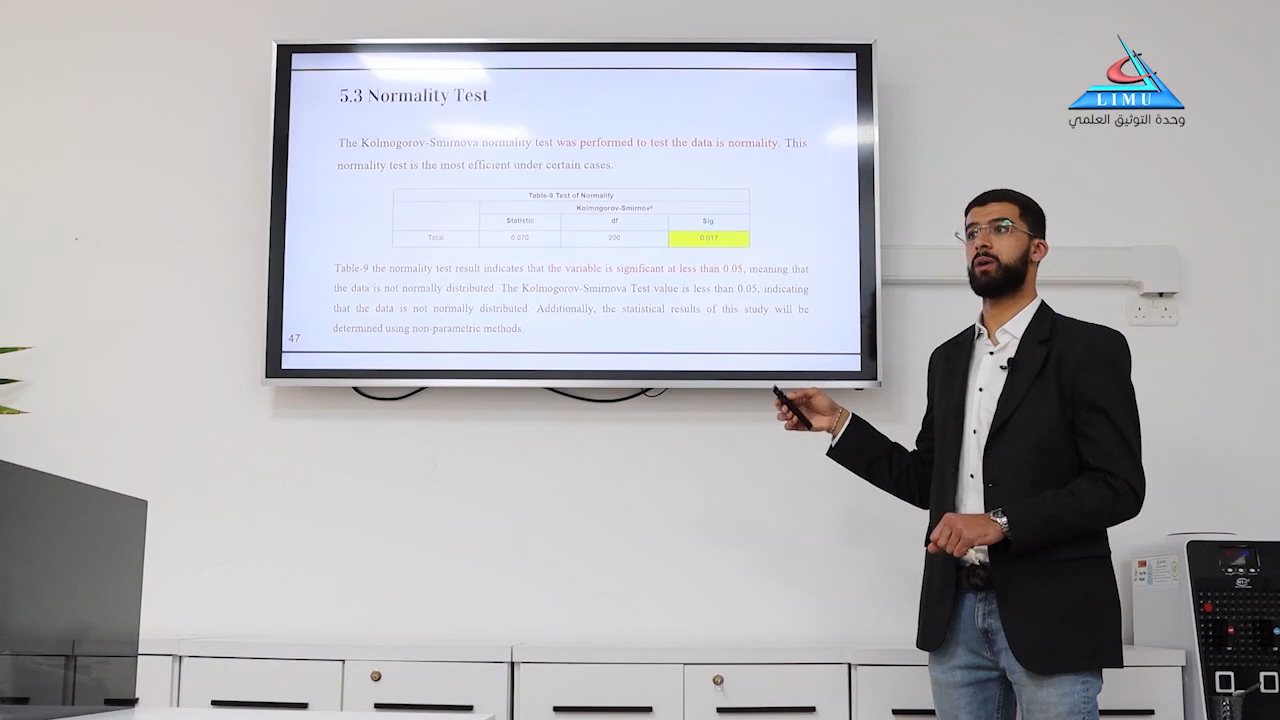 LIMU
وحدة التوثيق العلمي
5.3 Normality Test
The Kolmogorov-Smirnova normality test was performed to test the data is normality. This
normality test is the most efficient under certain cases.
Table-9 Test of Normality
Kolmogorov-Smirnovᵃ
Statistic df Sig
Total 0.070 200 0.017
Table-9 the normality test result indicates that the variable is significant at less than 0.05, meaning that
the data is not normally distributed. The Kolmogorov-Smirnova Test value is less than 0.05, indicating
that the data is not normally distributed. Additionally, the statistical results of this study will be
determined using non-parametric methods.
47